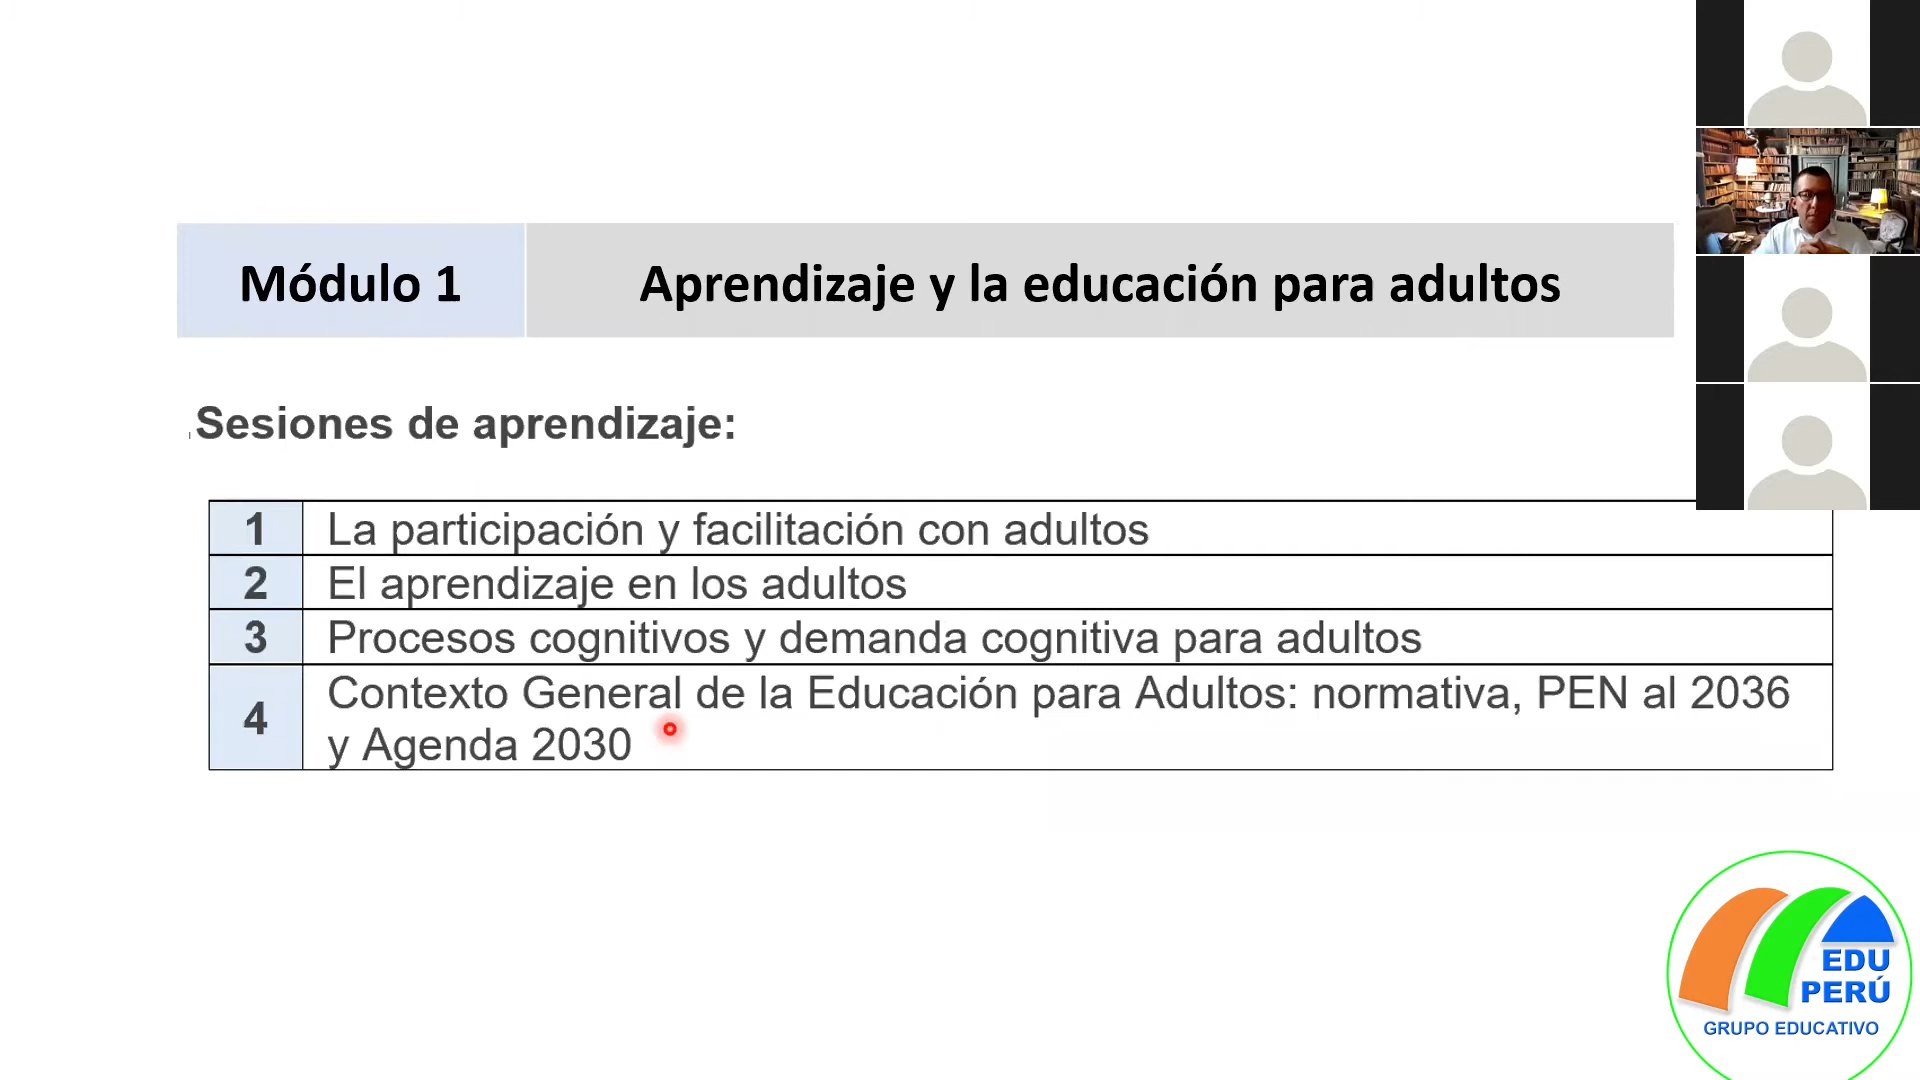 Módulo 1
Aprendizaje y la educación para adultos
Sesiones de aprendizaje:
1
La participación y facilitación con adultos
2
El aprendizaje en los adultos
3
Procesos cognitivos y demanda cognitiva para adultos
4
Contexto General de la Educación para Adultos: normativa, PEN al 2036
y Agenda 2030
EDU
PERÚ
GRUPO EDUCATIVO